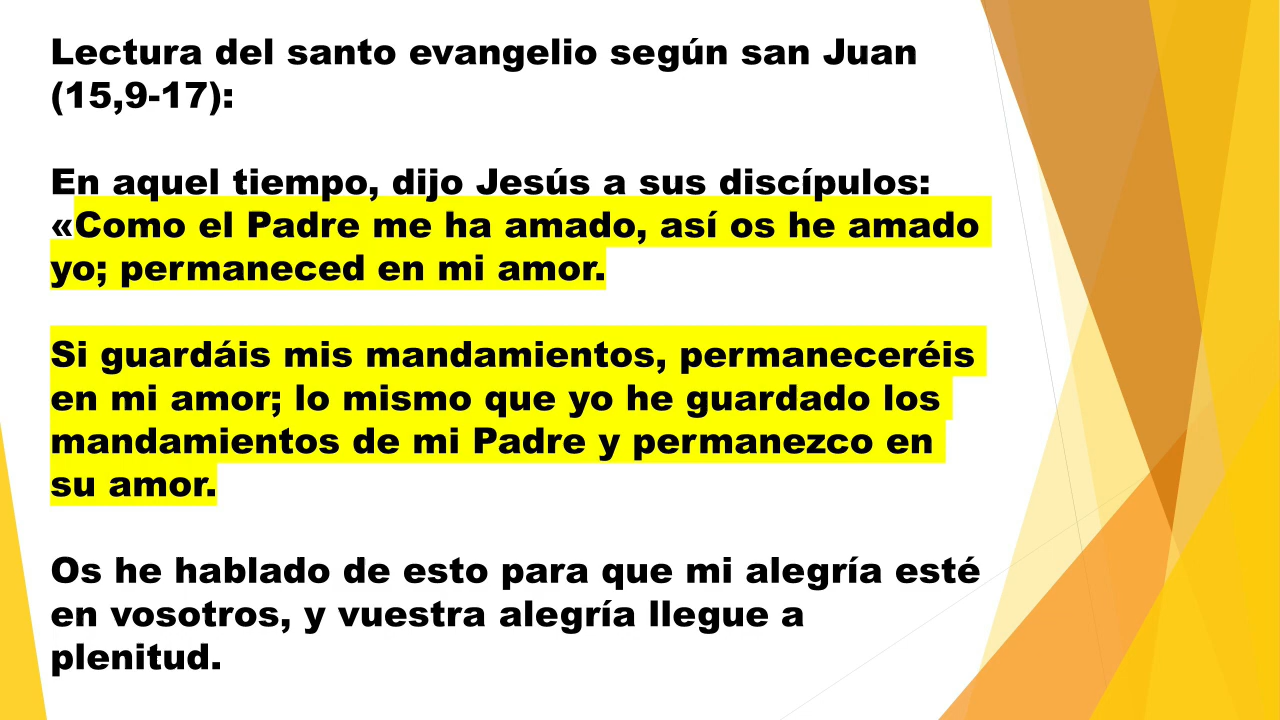 Lectura del santo evangelio según san Juan
(15,9-17):
En aquel tiempo, dijo Jesús a sus discípulos:
«Como el Padre me ha amado, así os he amado
yo; permaneced en mi amor.
Si guardáis mis mandamientos, permaneceréis
en mi amor; lo mismo que yo he guardado los
mandamientos de mi Padre y permanezco en
su amor.
Os he hablado de esto para que mi alegría esté
en vosotros, y vuestra alegría llegue a
plenitud.